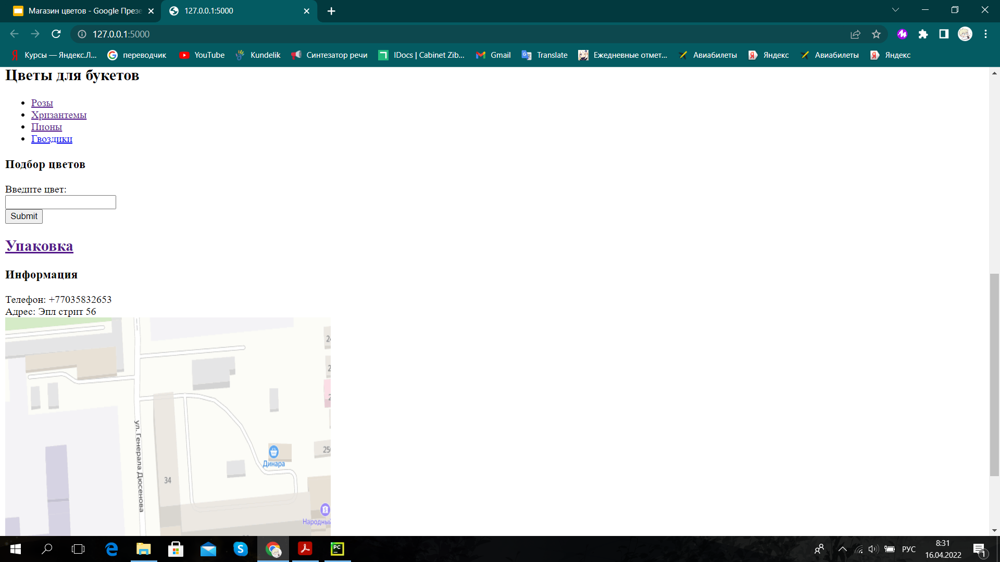 Магазин цветов - Google През
127.0.0.1:5000
127.0.0.1:5000
Курсы — Яндекс.Л...
переводчик
YouTube
Kundelik
Синтезатор речи
IDocs | Cabinet Zib...
Gmail
Translate
Ежедневные отмет...
Авиабилеты
Яндекс
Авиабилеты
Яндекс
Цветы для букетов
Розы
Хризантемы
Пионы
Гвоздики
Подбор цветов
Введите цвет:
Submit
Упаковка
Информация
Телефон: +77035832653
Адрес: Эпл стрит 56
ул. Генерала Дюсенова
34
Динара
Народный
PC
РУС
8:31
16.04.2022
1